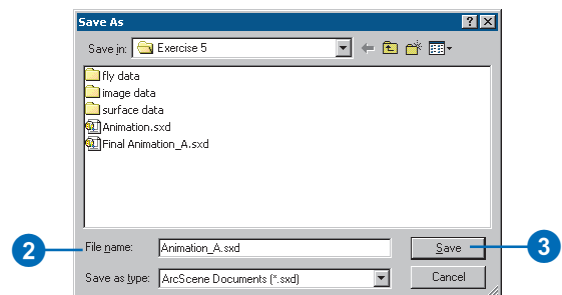 Save As
Save in: Exercise 5
fly data
image data
surface data
Animation.sxd
Final Animation_A.sxd
2 File name: Animation_A.sxd Save 3
Save as type: ArcScene Documents (*.sxd) Cancel